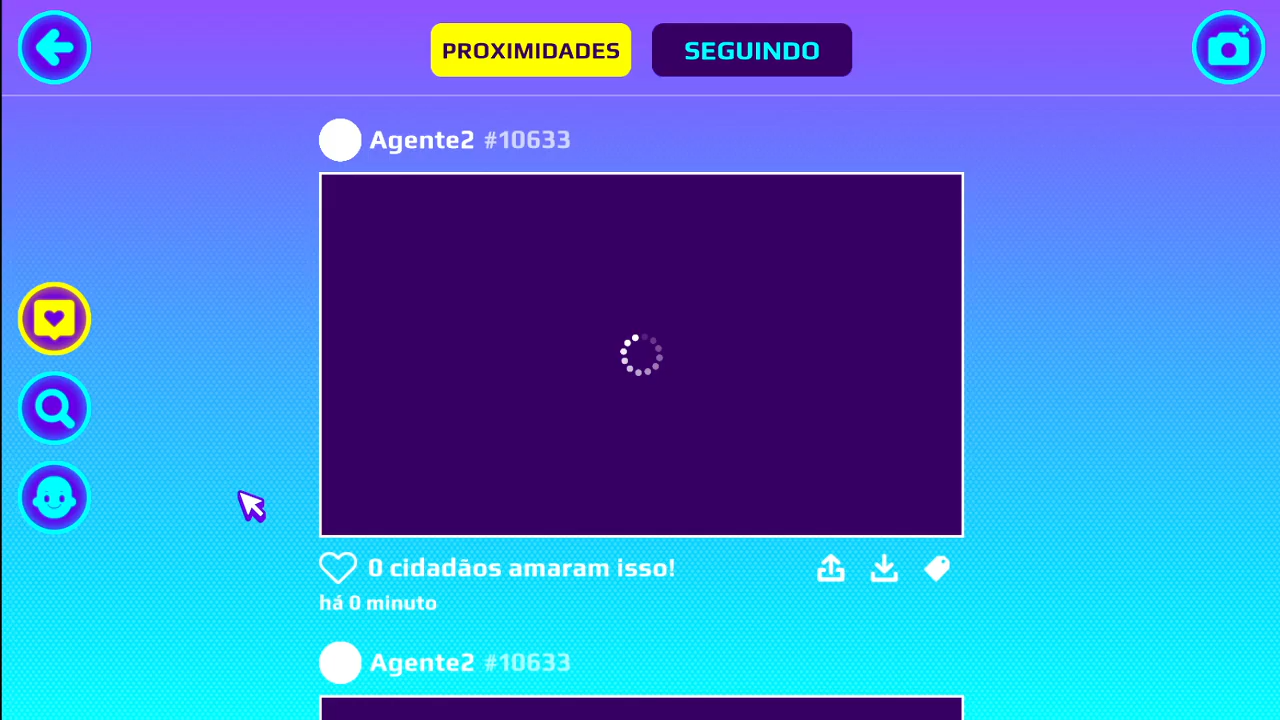 PROXIMIDADES
SEGUINDO
Agente2 #10633
0 cidadãos amaram isso!
há 0 minuto
Agente2 #10633